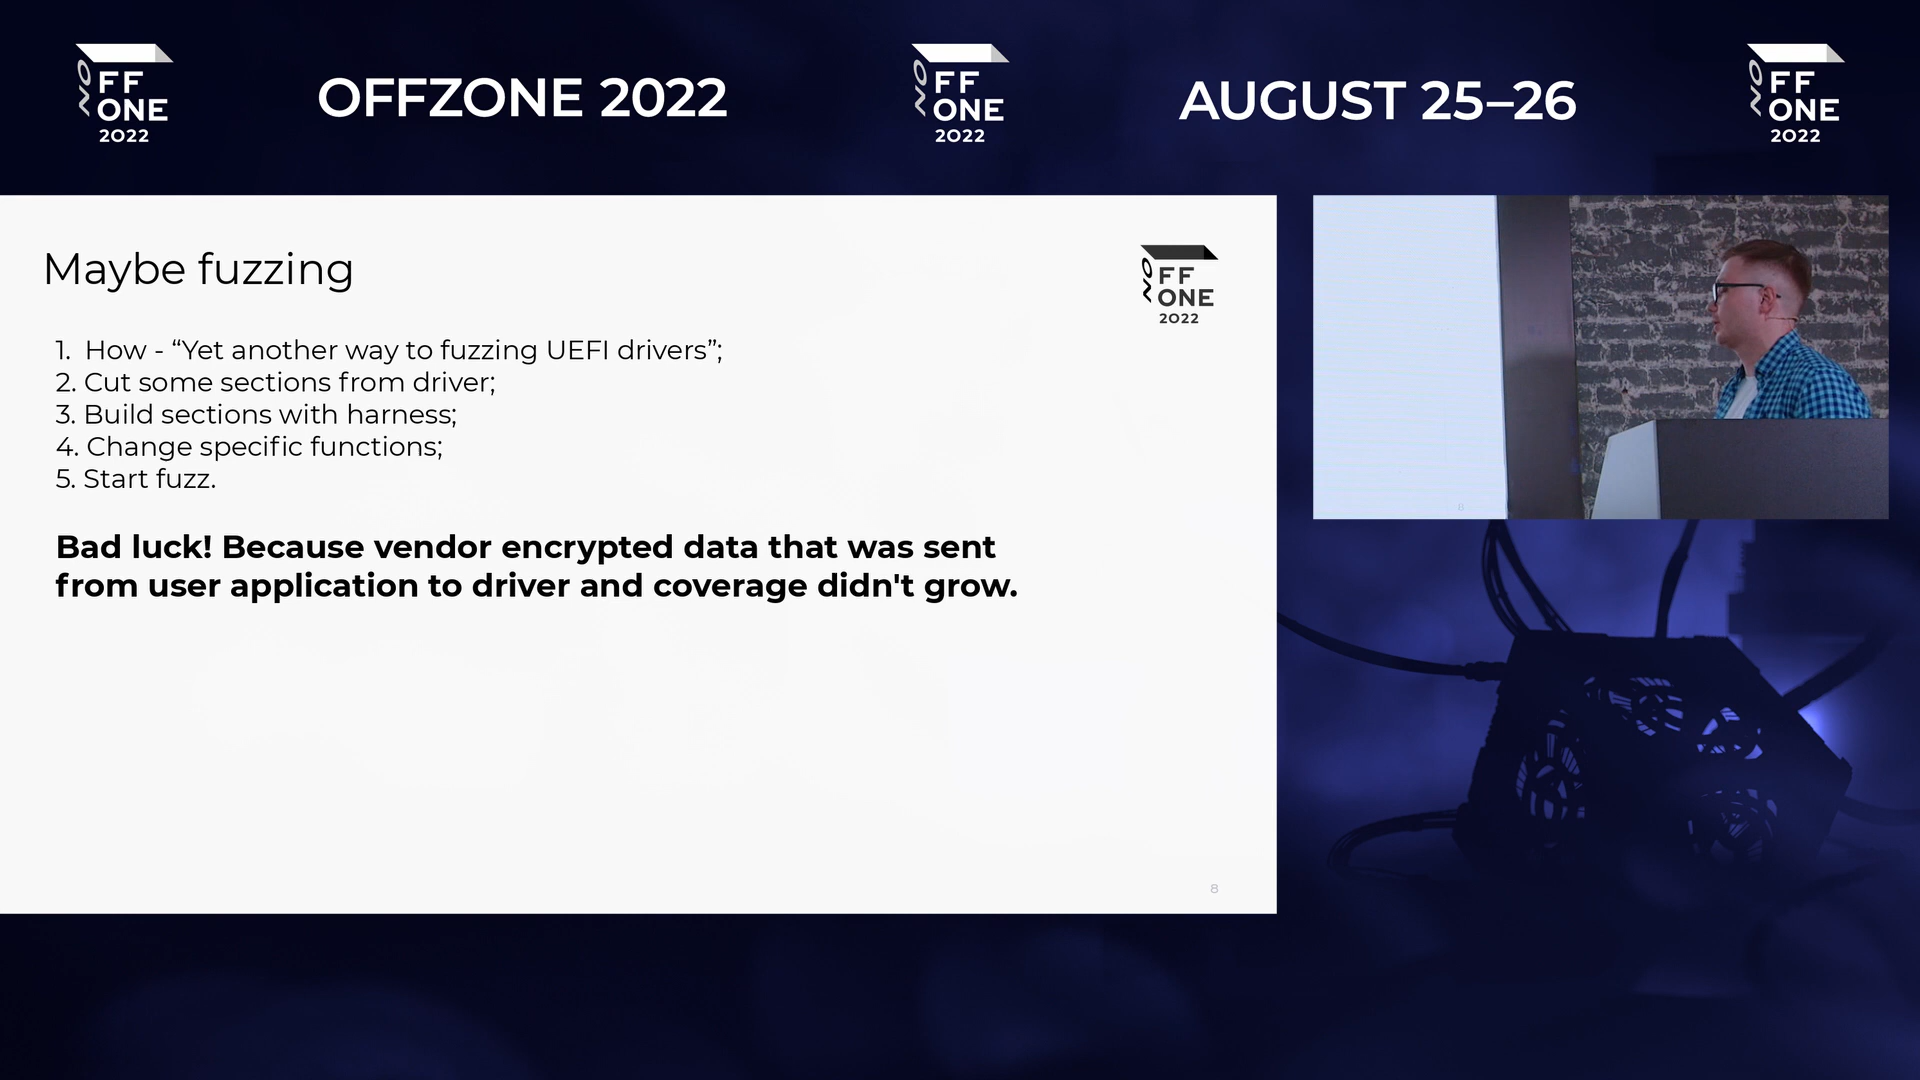 FF
ONE
2022
OFFZONE 2022
FF
ONE
2022
AUGUST 25–26
FF
ONE
2022
Maybe fuzzing
FF
ONE
2022
1. How - “Yet another way to fuzzing UEFI drivers”;
2. Cut some sections from driver;
3. Build sections with harness;
4. Change specific functions;
5. Start fuzz.
Bad luck! Because vendor encrypted data that was sent
from user application to driver and coverage didn't grow.
8
8